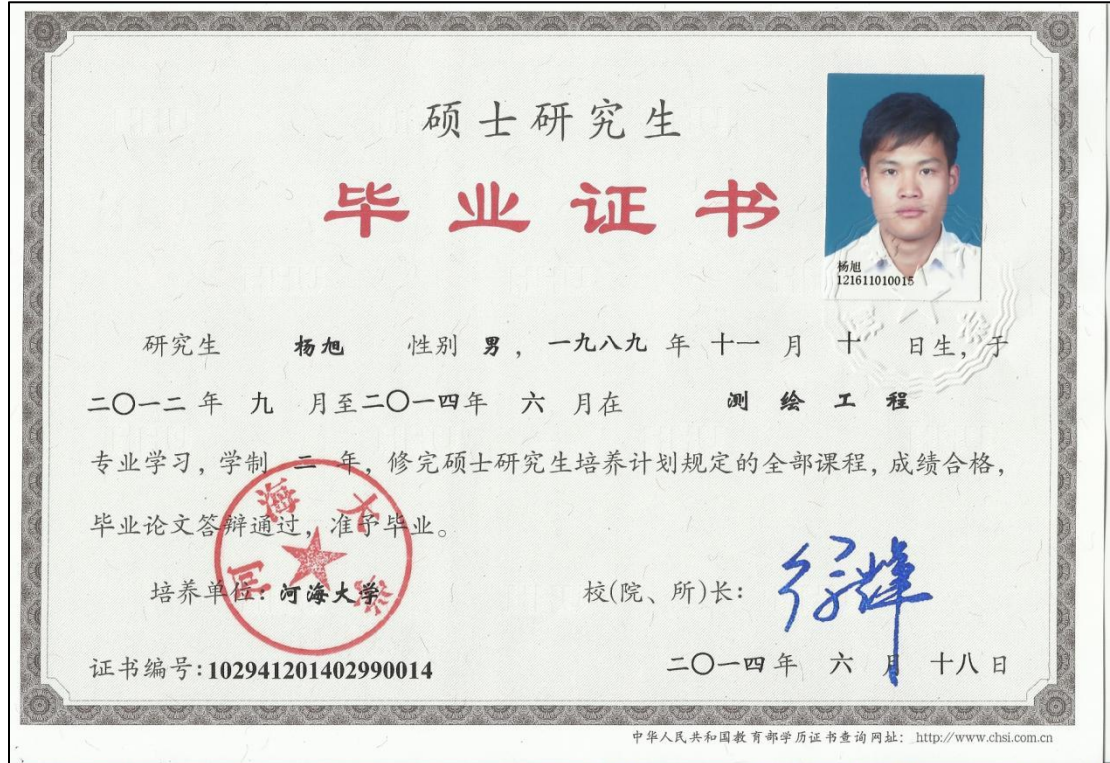 硕士研究生
毕业证书
杨旭
121611010015
研究生 杨旭 性别 男，一九八九 年 十一 月 十 日生，于
二〇一二 年 九 月至二〇一四年 六 月在 测绘工程
专业学习，学制 二 年，修完硕士研究生培养计划规定的全部课程，成绩合格，
毕业论文答辩通过，准予毕业。
河海大学
培养单位：河海大学 校(院、所)长：
证书编号:102941201402990014 二〇一四 年 六 月 十八 日
中华人民共和国教育部学历证书查询网址： http://www.chsi.com.cn